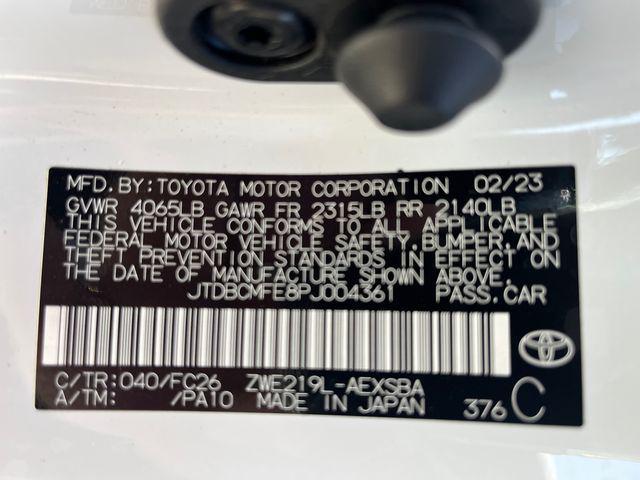 MFD. BY: TOYOTA MOTOR CORPORATION 02/23
GVWR 4065LB GAWR FR 2315LB RR 2140LB
THIS VEHICLE CONFORMS TO ALL APPLICABLE
FEDERAL MOTOR VEHICLE SAFETY, BUMPER, AND
THEFT PREVENTION STANDARDS IN EFFECT ON
THE DATE OF MANUFACTURE SHOWN ABOVE.
JTDBCMFE8PJ004361 PASS. CAR
C/TR: 040/FC26 ZWE219L-AEXSBA
A/TM: /PA10 MADE IN JAPAN 376 C